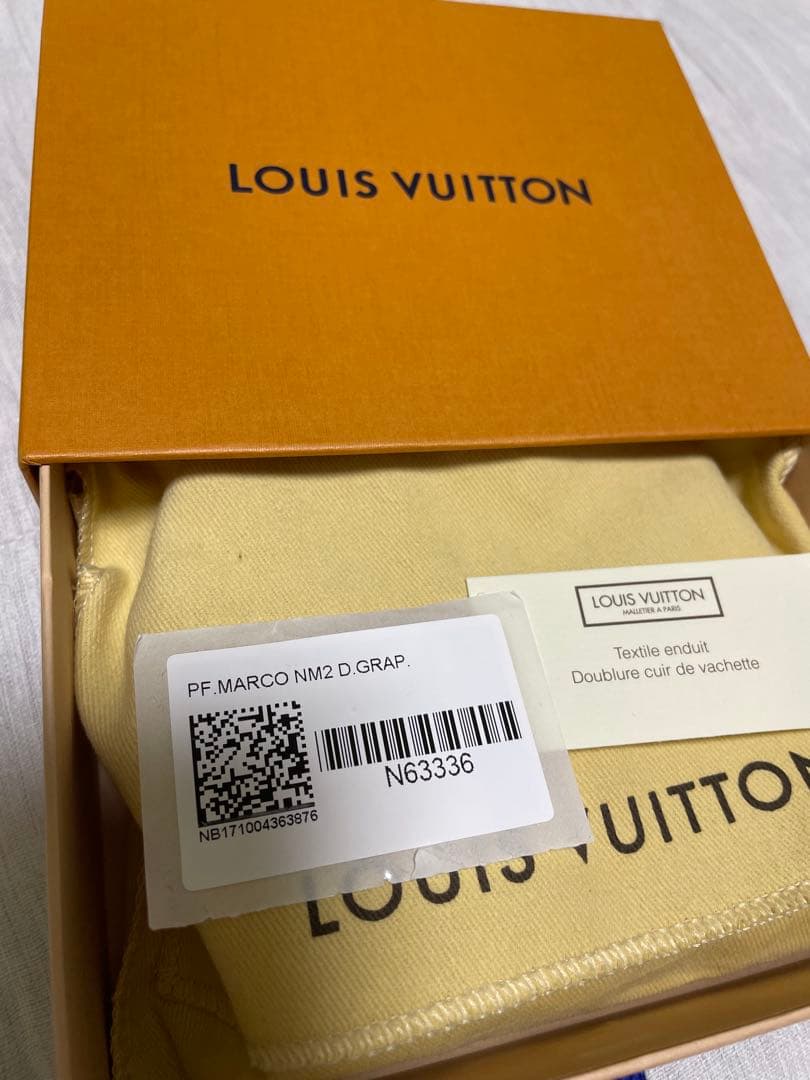 LOUIS VUITTON
LOUIS VUITTON
MALLETIER A PARIS
Textile enduit
Doublure cuir de vachette
PF.MARCO NM2 D.GRAP.
N63336
NB171004363876
LOUIS VUITTON